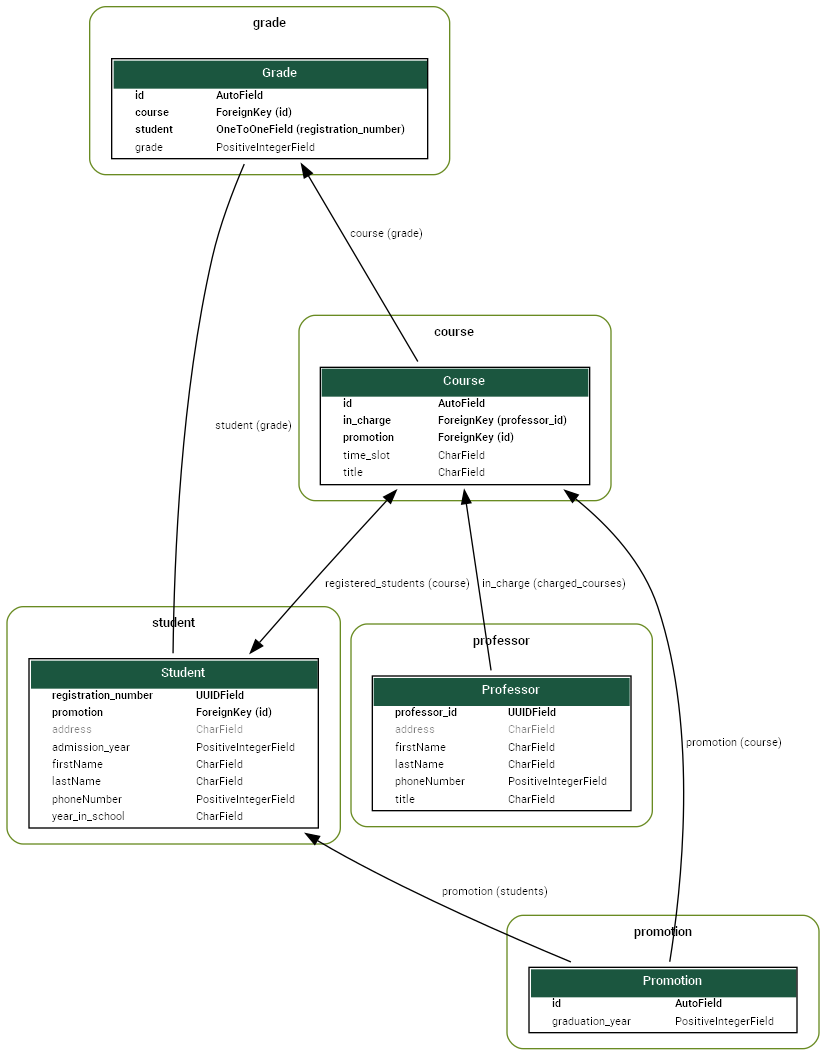 grade
Grade
id AutoField
course ForeignKey (id)
student OneToOneField (registration_number)
grade PositiveIntegerField
course (grade)
course
Course
id AutoField
in_charge ForeignKey (professor_id)
promotion ForeignKey (id)
time_slot CharField
title CharField
student (grade)
registered_students (course)
in_charge (charged_courses)
student
Student
registration_number UUIDField
promotion ForeignKey (id)
address CharField
admission_year PositiveIntegerField
firstName CharField
lastName CharField
phoneNumber PositiveIntegerField
year_in_school CharField
professor
Professor
professor_id UUIDField
address CharField
firstName CharField
lastName CharField
phoneNumber PositiveIntegerField
title CharField
promotion (course)
promotion (students)
promotion
Promotion
id AutoField
graduation_year PositiveIntegerField